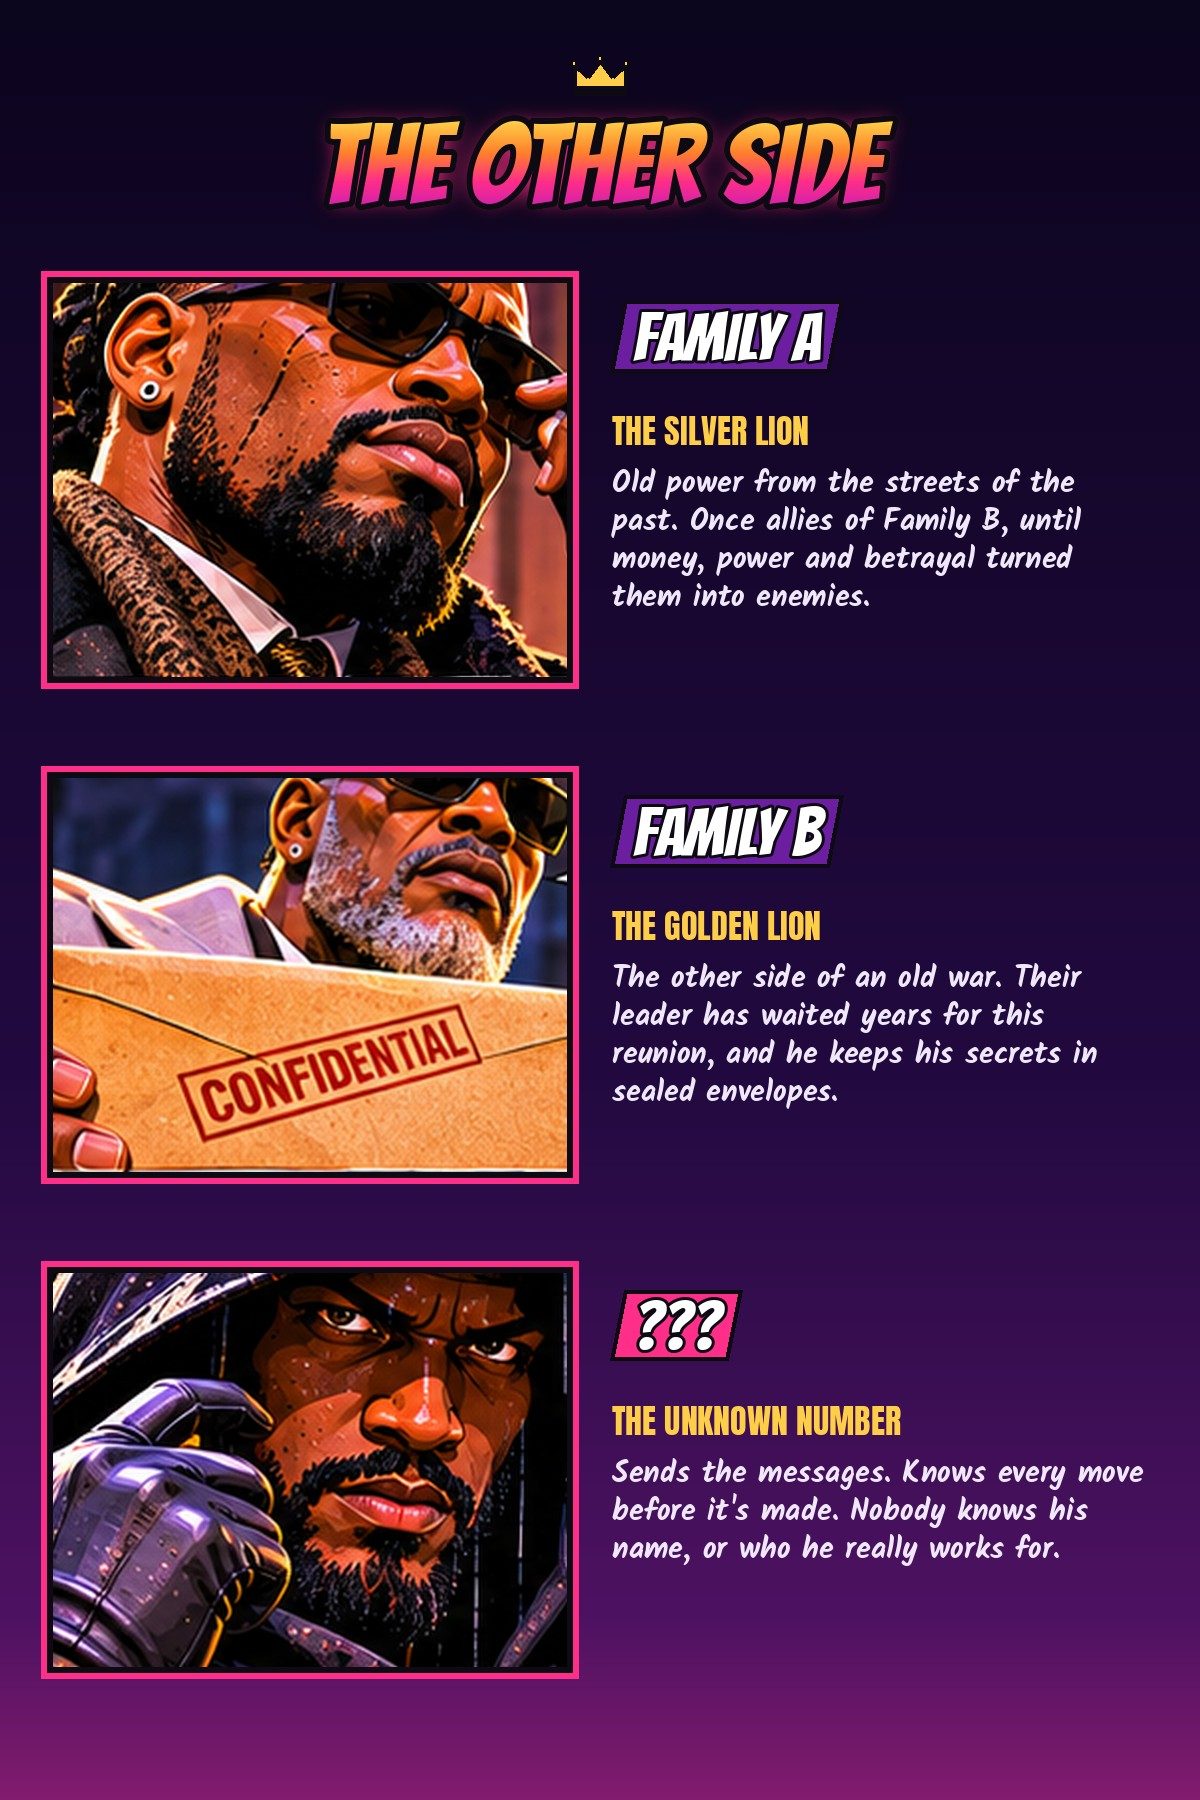 THE OTHER SIDE
FAMILY A
THE SILVER LION
Old power from the streets of the
past. Once allies of Family B, until
money, power and betrayal turned
them into enemies.
FAMILY B
THE GOLDEN LION
The other side of an old war. Their
leader has waited years for this
reunion, and he keeps his secrets in
sealed envelopes.
CONFIDENTIAL
???
THE UNKNOWN NUMBER
Sends the messages. Knows every move
before it's made. Nobody knows his
name, or who he really works for.